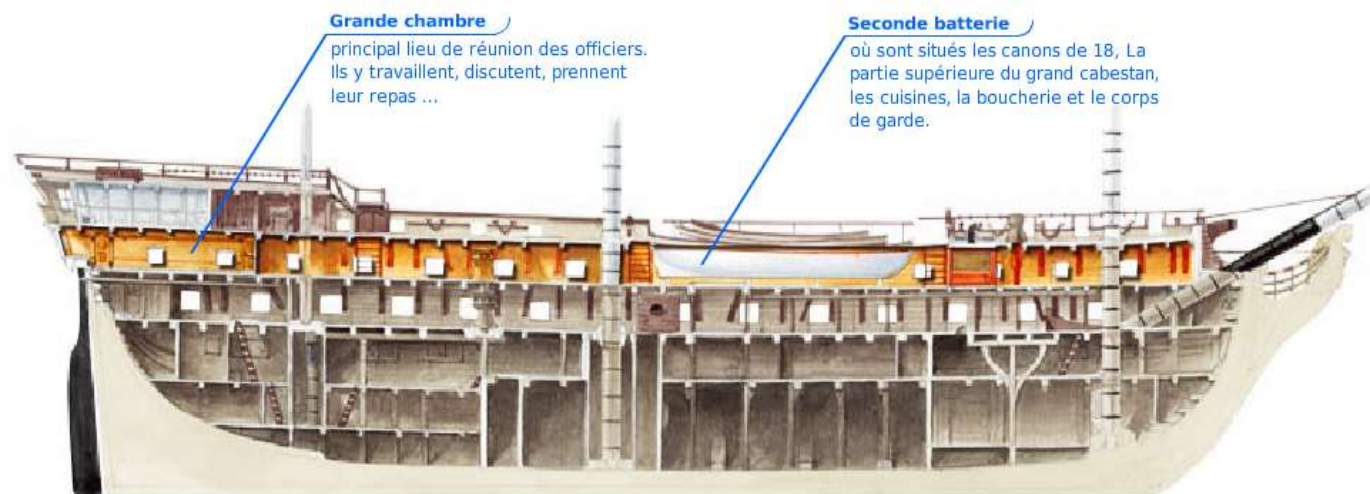 Grande chambre
principal lieu de réunion des officiers.
Ils y travaillent, discutent, prennent
leur repas ...
Seconde batterie
où sont situés les canons de 18, La
partie supérieure du grand cabestan,
les cuisines, la boucherie et le corps
de garde.